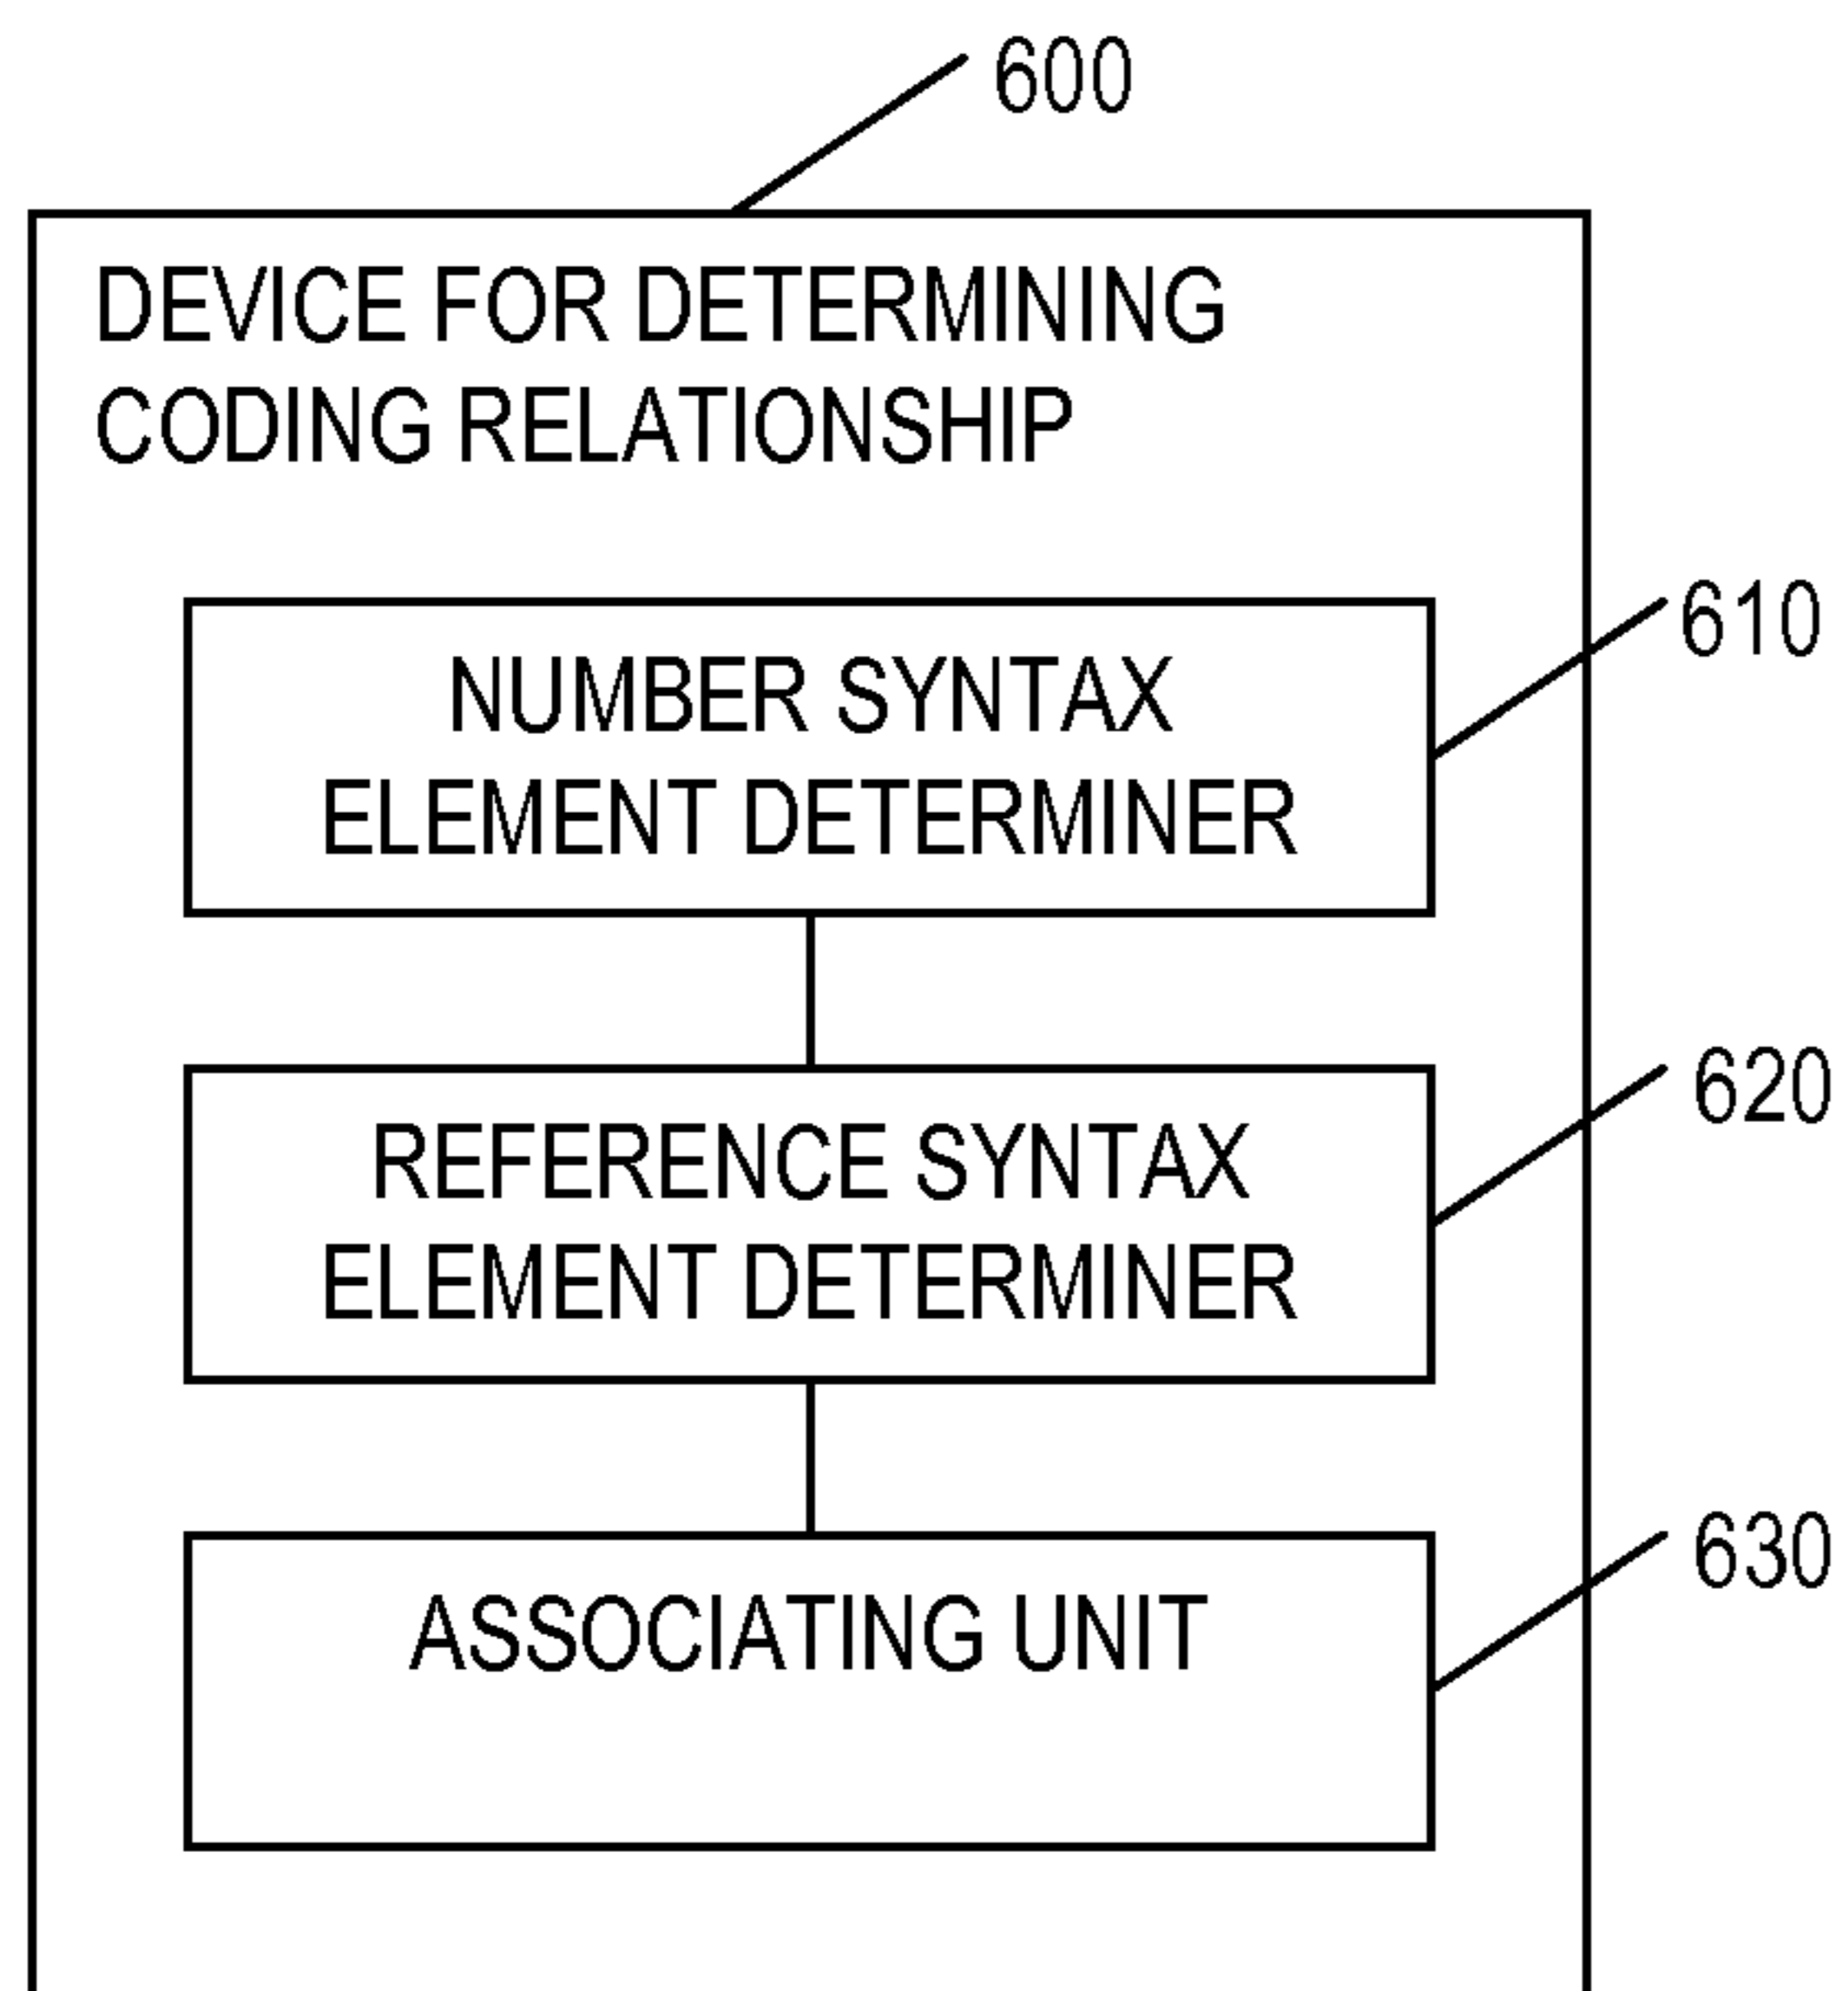 600
DEVICE FOR DETERMINING
CODING RELATIONSHIP
610
NUMBER SYNTAX
ELEMENT DETERMINER
620
REFERENCE SYNTAX
ELEMENT DETERMINER
630
ASSOCIATING UNIT